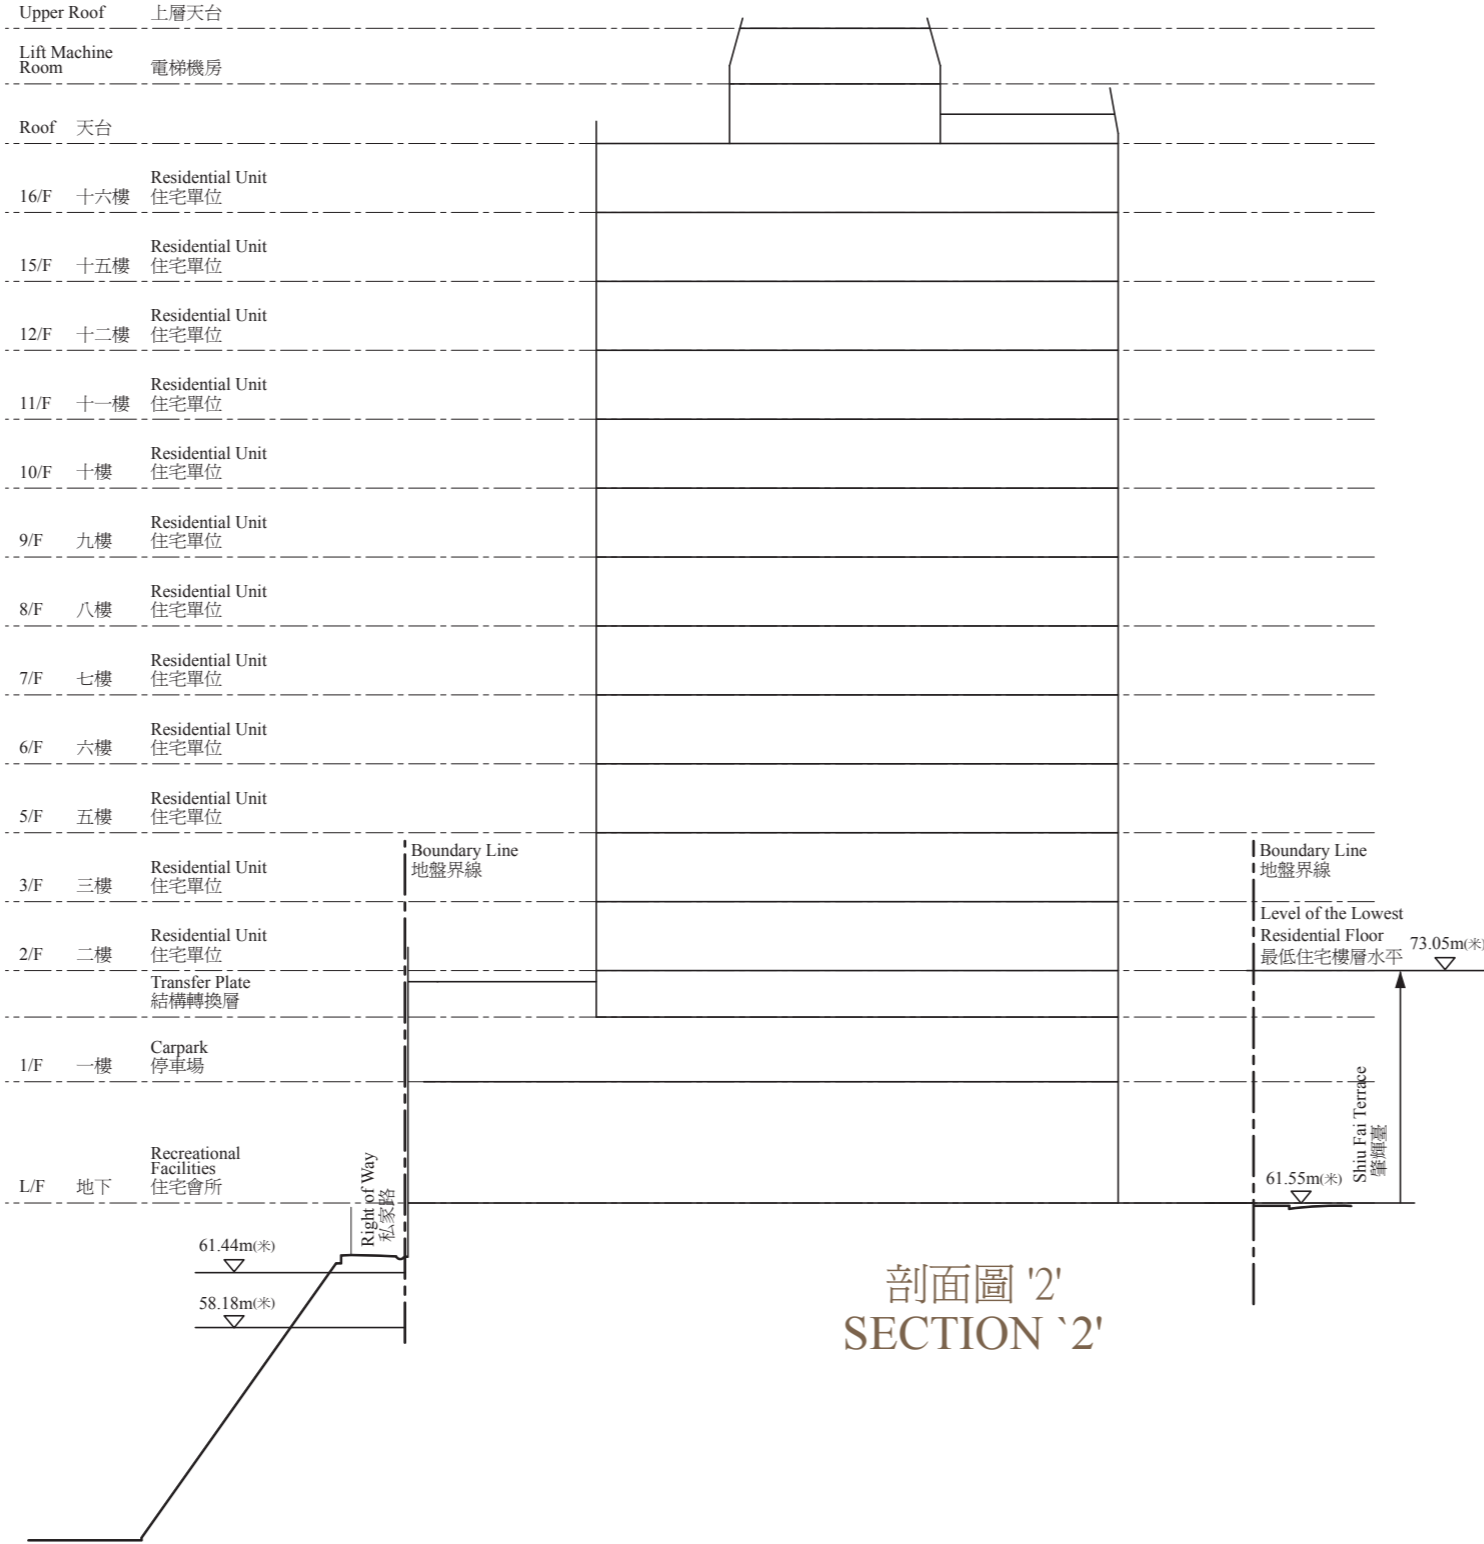 Upper Roof 上層天台
Lift Machine
Room 電梯機房
Roof 天台
Residential Unit
16/F 十六樓 住宅單位
Residential Unit
15/F 十五樓 住宅單位
Residential Unit
12/F 十二樓 住宅單位
Residential Unit
11/F 十一樓 住宅單位
Residential Unit
10/F 十樓 住宅單位
Residential Unit
9/F 九樓 住宅單位
Residential Unit
8/F 八樓 住宅單位
Residential Unit
7/F 七樓 住宅單位
Residential Unit
6/F 六樓 住宅單位
Residential Unit
5/F 五樓 住宅單位
Boundary Line
地盤界線
Boundary Line
地盤界線
Residential Unit
3/F 三樓 住宅單位
Level of the Lowest
Residential Floor
最低住宅樓層水平
73.05m(米)
Residential Unit
2/F 二樓 住宅單位
Transfer Plate
結構轉換層
Carpark
1/F 一樓 停車場
Shiu Fai Terrace
肇輝臺
Recreational
Facilities
L/F 地下 住宅會所
Right of Way
私家路
61.55m(米)
61.44m(米)
58.18m(米)
剖面圖 '2'
SECTION `2'